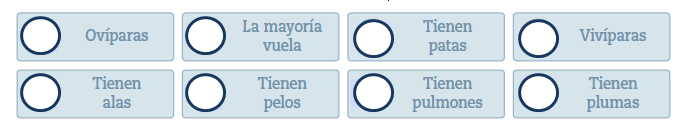 Ovíparas
La mayoría
vuela
Tienen
patas
Vivíparas
Tienen
alas
Tienen
pelos
Tienen
pulmones
Tienen
plumas